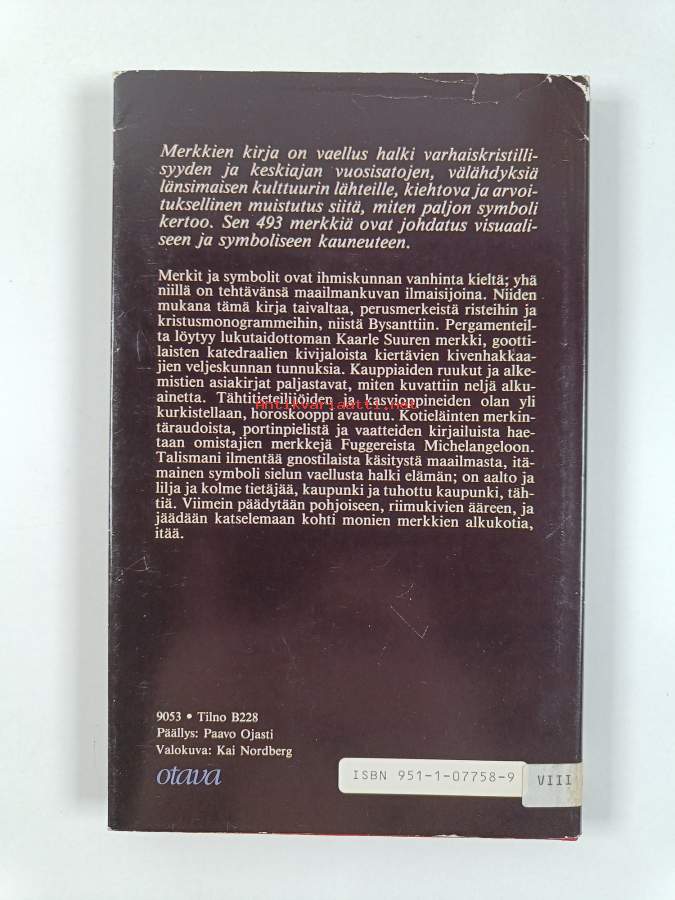 Merkkien kirja on vaellus halki varhaiskristilli-
syyden ja keskiajan vuosisatojen, välähdyksiä
länsimaisen kulttuurin lähteille, kiehtova ja arvoi-
tuksellinen muistutus siitä, miten paljon symboli
kertoo. Sen 493 merkkiä ovat johdatus visuaali-
seen ja symboliseen kauneuteen.
Merkit ja symbolit ovat ihmiskunnan vanhinta kieltä; yhä
niillä on tehtävänsä maailmankuvan ilmaisijoina. Niiden
mukana tämä kirja taivaltaa, perusmerkeistä risteihin ja
kristusmonogrammeihin, niistä Bysanttiin. Pergamenteil-
ta löytyy lukutaidottoman Kaarle Suuren merkki, gootti-
laisten katedraalien kivijaloista kiertävien kivenhakkaa-
jien veljeskunnan tunnuksia. Kauppiaiden ruukut ja alke-
mistien asiakirjat paljastavat, miten kuvattiin neljä alku-
ainetta. Tähtitieteilijöiden ja kasvioppineiden olan yli
Antikvariaatti.net
kurkistellaan, horoskooppi avautuu. Kotieläinten merkin-
täraudoista, portinpielistä ja vaatteiden kirjailuista hae-
taan omistajien merkkejä Fuggereista Michelangeloon.
Talismani ilmentää gnostilaista käsitystä maailmasta, itä-
mainen symboli sielun vaellusta halki elämän; on aalto ja
lilja ja kolme tietäjää, kaupunki ja tuhottu kaupunki, täh-
tiä. Viimein päädytään pohjoiseen, riimukivien ääreen, ja
jäädään katselemaan kohti monien merkkien alkukotia,
itää.
9053 • Tilno B228
Päällys: Paavo Ojasti
Valokuva: Kai Nordberg
otava
ISBN 951-1-07758-9
VIII